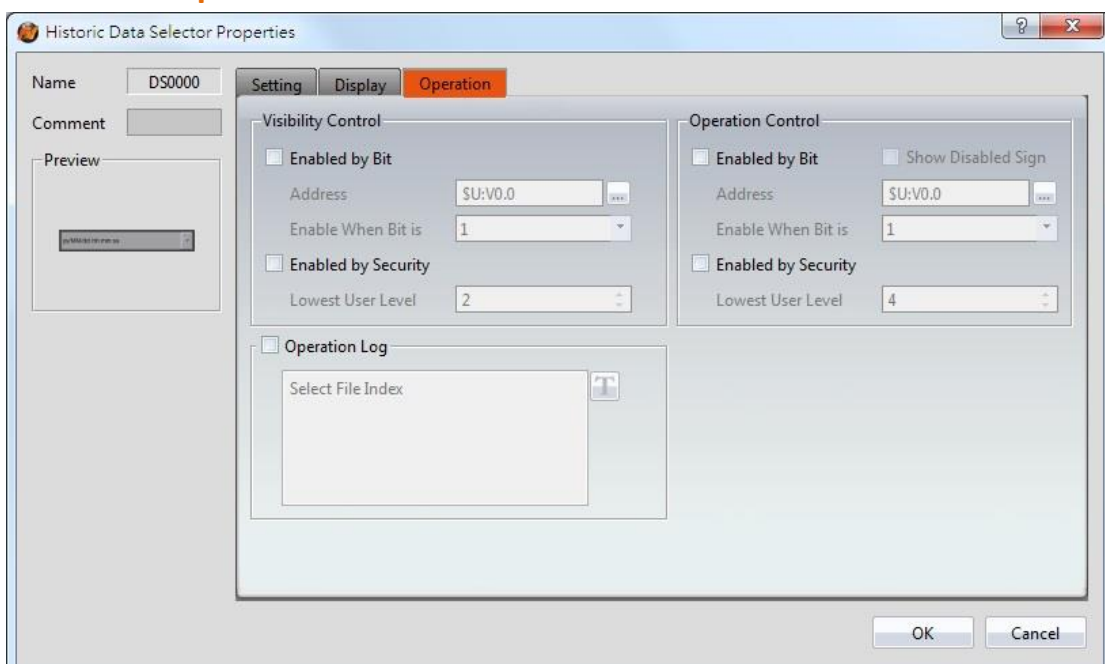 Historic Data Selector Properties
Name DS0000
Setting Display Operation
Comment
Preview
Visibility Control
Enabled by Bit
Address $U:V0.0 ...
Enable When Bit is 1
Enabled by Security
Lowest User Level 2
Operation Control
Enabled by Bit Show Disabled Sign
Address $U:V0.0 ...
Enable When Bit is 1
Enabled by Security
Lowest User Level 4
Operation Log
Select File Index
T
OK Cancel